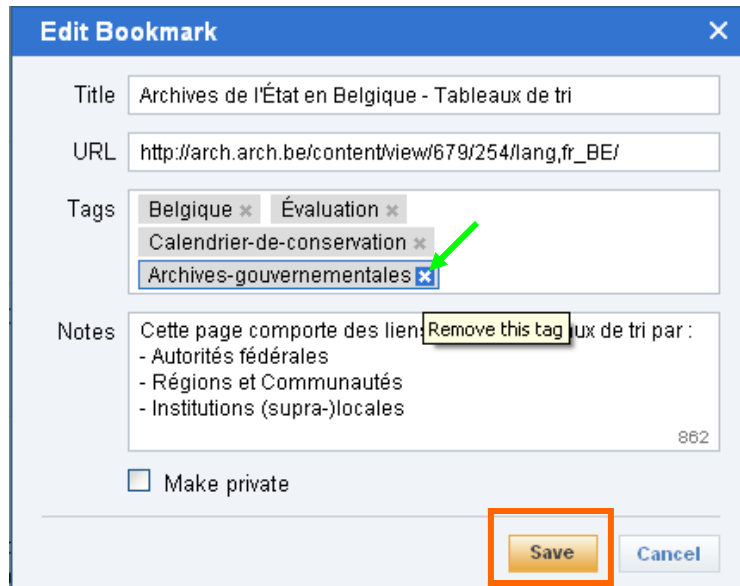 Edit Bookmark ×
Title Archives de l'État en Belgique - Tableaux de tri
URL http://arch.arch.be/content/view/679/254/lang,fr_BE/
Tags Belgique × Évaluation ×
Calendrier-de-conservation ×
Archives-gouvernementales ×
Notes Cette page comporte des liens ux de tri par :
Remove this tag
- Autorités fédérales
- Régions et Communautés
- Institutions (supra-)locales
862
Make private
Save Cancel